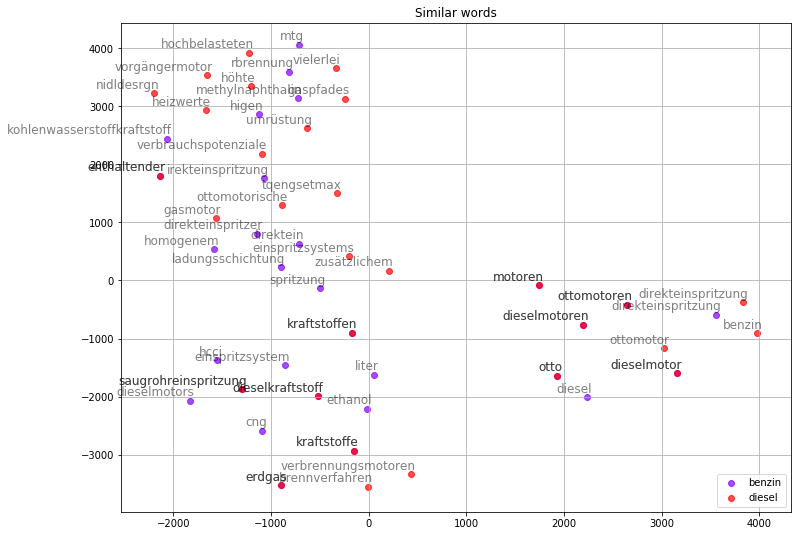 Similar words
mtg
hochbelasteten
4000
rbrennung
vielerlei
vorgängermotor
höhte
nidldesrgn
methylnaphthalin
gaspfades
heizwerte
3000
higen
umrüstung
kohlenwasserstoffkraftstoff
verbrauchspotenziale
2000
enthaltender
irekteinspritzung
tqengsetmax
ottomotorische
gasmotor
1000
direkteinspritzer
direktein
homogenem
einspritzsystems
ladungsschichtung
zusätzlichem
0
spritzung
motoren
ottomotoren
direkteinspritzung
direkteinspritzung
kraftstoffen
dieselmotoren
benzin
−1000
ottomotor
hcci
einspritzsystem
liter
otto
dieselmotor
saugrohreinspritzung
dieselkraftstoff
dieselmotors
diesel
−2000
ethanol
cng
kraftstoffe
−3000
verbrennungsmotoren
erdgas
brennverfahren
benzin
diesel
−2000 −1000 0 1000 2000 3000 4000